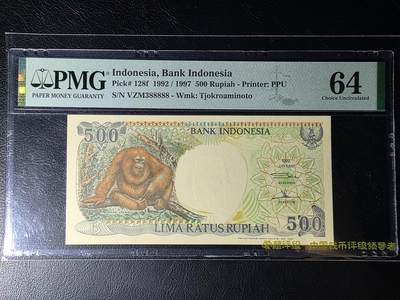 PMG
PAPER MONEY GUARANTY
Indonesia, Bank Indonesia
Pick# 128f 1992 / 1997 500 Rupiah - Printer: PPU
S/N VZM388888 - Wmk: Tjokroaminoto
64
Choice Uncirculated
500
BANK INDONESIA
1992
LIMA RATUS RUPIAH
500